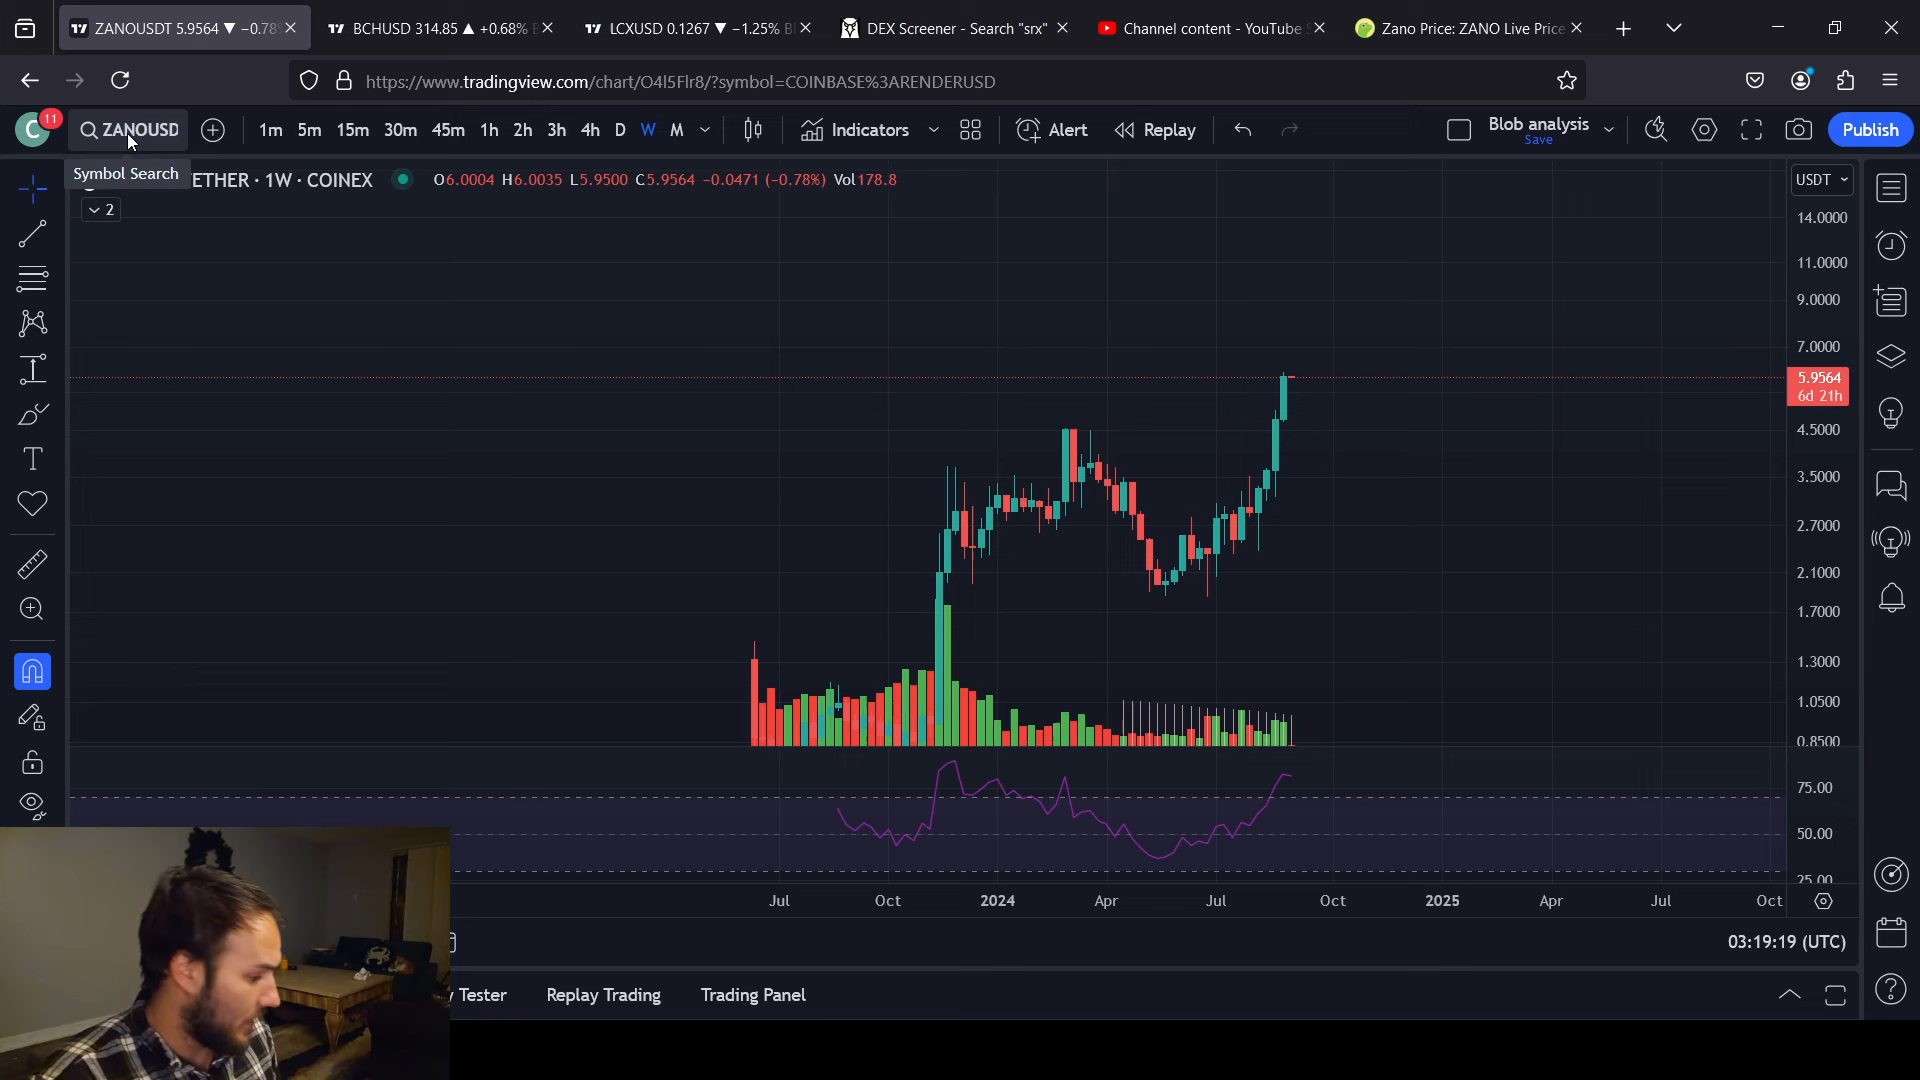 ZANOUSDT 5.9564 ▼ −0.78
BCHUSD 314.85 ▲ +0.68%
LCXUSD 0.1267 ▼ −1.25%
DEX Screener - Search "srx"
Channel content - YouTube
Zano Price: ZANO Live Price
https://www.tradingview.com/chart/O4l5Flr8/?symbol=COINBASE%3ARENDERUSD
C
11
ZANOUSD
1m 5m 15m 30m 45m 1h 2h 3h 4h D W M
Indicators
Alert
Replay
Blob analysis
Save
Publish
Symbol Search
ETHER · 1W · COINEX
O6.0004 H6.0035 L5.9500 C5.9564 −0.0471 (−0.78%) Vol178.8
2
USDT
14.0000
11.0000
9.0000
7.0000
5.9564
6d 21h
4.5000
3.5000
2.7000
2.1000
1.7000
1.3000
1.0500
0.8500
75.00
50.00
25.00
Jul Oct 2024 Apr Jul Oct 2025 Apr Jul Oct
03:19:19 (UTC)
Tester
Replay Trading
Trading Panel